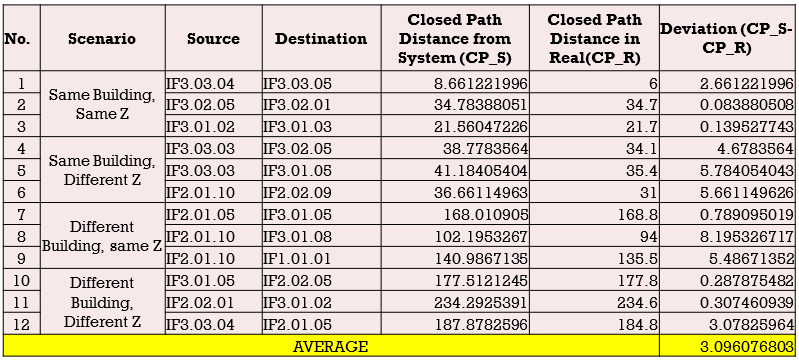 No. Scenario Source Destination Closed Path Distance from System (CP_S) Closed Path Distance in Real(CP_R) Deviation (CP_S-CP_R)
1 Same Building, Same Z IF3.03.04 IF3.03.05 8.661221996 6 2.661221996
2 IF3.02.05 IF3.02.01 34.78388051 34.7 0.083880508
3 IF3.01.02 IF3.01.03 21.56047226 21.7 0.139527743
4 Same Building, Different Z IF3.03.03 IF3.02.05 38.7783564 34.1 4.6783564
5 IF3.03.03 IF3.01.05 41.18405404 35.4 5.784054043
6 IF2.01.10 IF2.02.09 36.66114963 31 5.661149626
7 Different Building, same Z IF2.01.05 IF3.01.05 168.010905 168.8 0.789095019
8 IF2.01.10 IF3.01.08 102.1953267 94 8.195326717
9 IF2.01.10 IF1.01.01 140.9867135 135.5 5.48671352
10 Different Building, Different Z IF3.01.05 IF2.02.05 177.5121245 177.8 0.287875482
11 IF2.02.01 IF3.01.02 234.2925391 234.6 0.307460939
12 IF3.03.04 IF2.01.05 187.8782596 184.8 3.07825964
AVERAGE 3.096076803